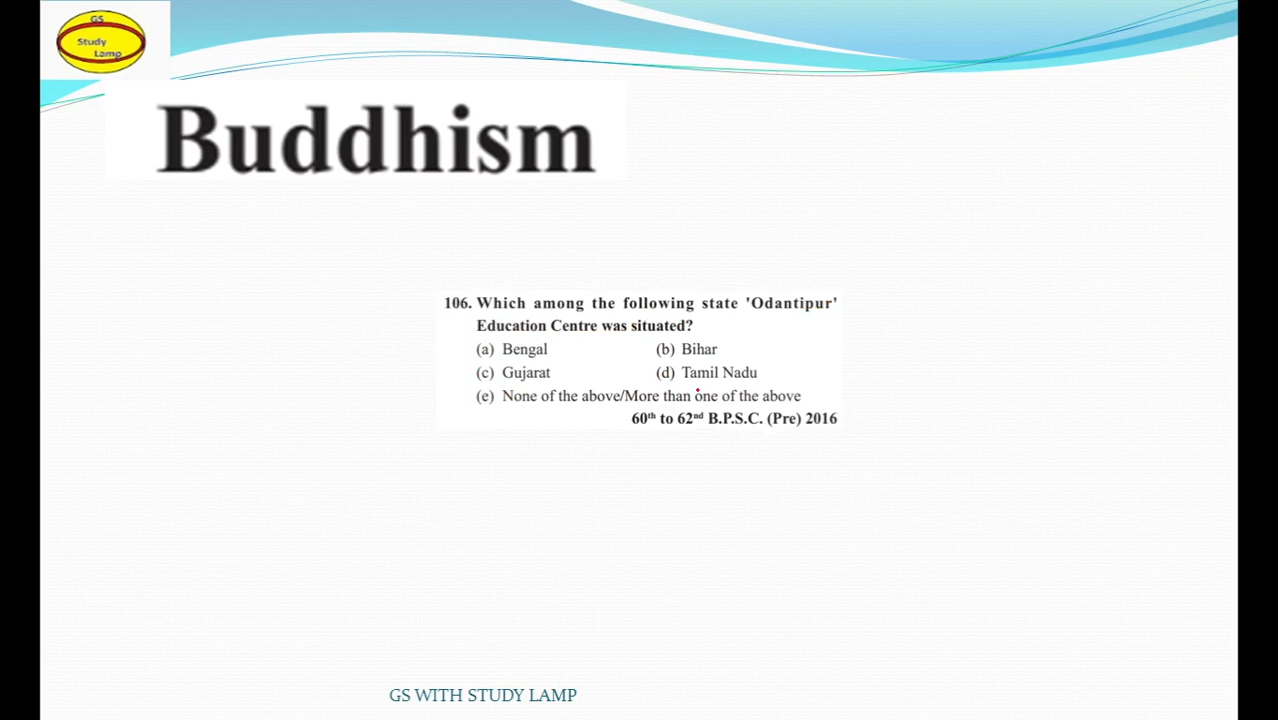 GS
Study
Lamp
Buddhism
106. Which among the following state 'Odantipur'
Education Centre was situated?
(a) Bengal (b) Bihar
(c) Gujarat (d) Tamil Nadu
(e) None of the above/More than one of the above
60th to 62nd B.P.S.C. (Pre) 2016
GS WITH STUDY LAMP